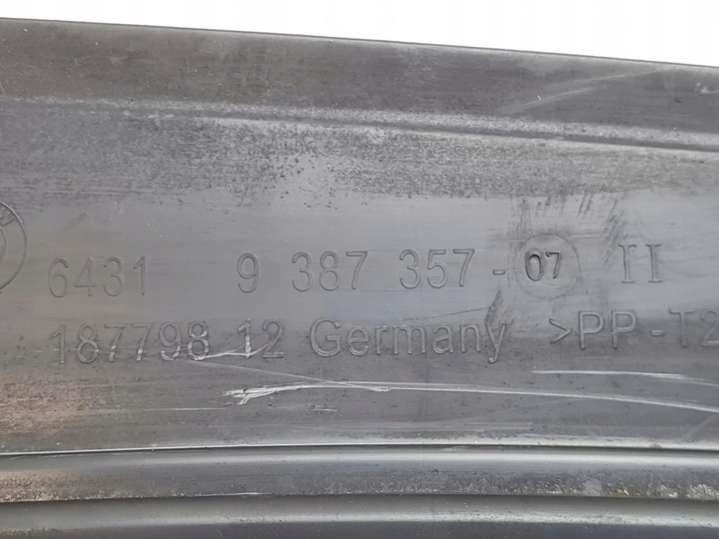 6431 9 387 357-07 II
187798 12 Germany >PP-T2